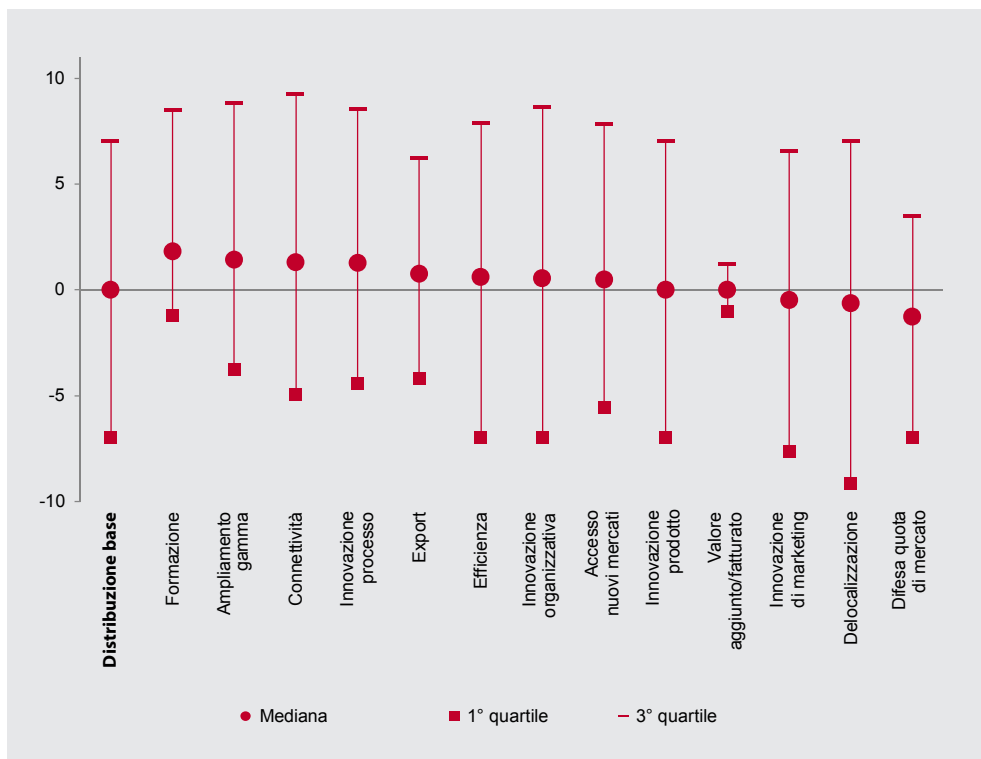 10
5
0
-5
-10
Distribuzione base
Formazione
Ampliamento
gamma
Connettività
Innovazione
processo
Export
Efficienza
Innovazione
organizzativa
Accesso
nuovi mercati
Innovazione
prodotto
Valore
aggiunto/fatturato
Innovazione
di marketing
Delocalizzazione
Difesa quota
di mercato
Mediana
1° quartile
3° quartile